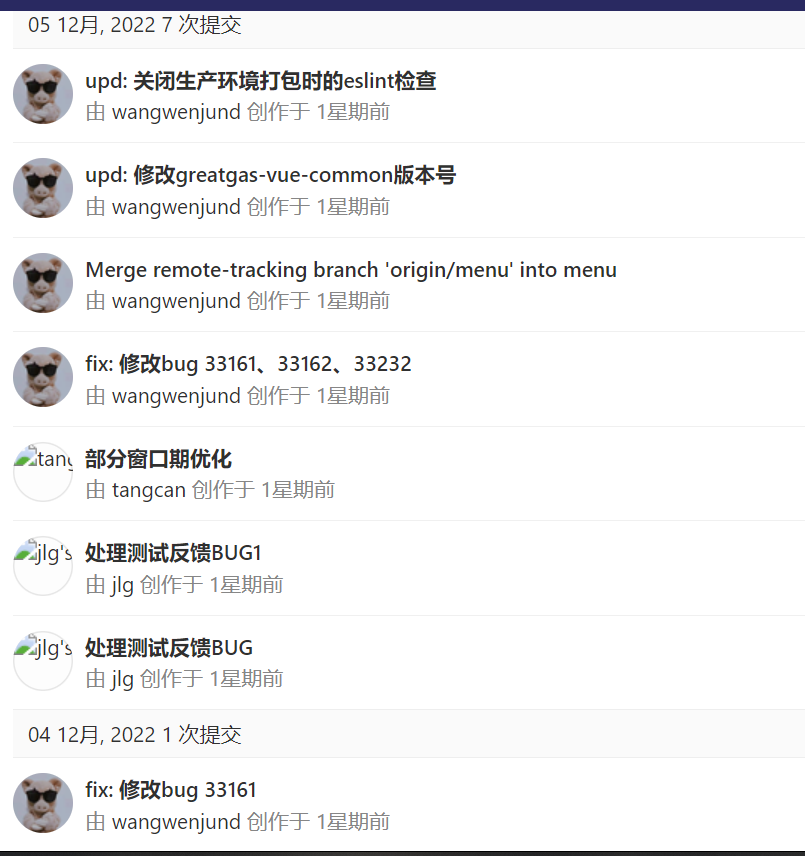 05 12月, 2022 7 次提交
upd: 关闭生产环境打包时的eslint检查
由 wangwenjund 创作于 1星期前
upd: 修改greatgas-vue-common版本号
由 wangwenjund 创作于 1星期前
Merge remote-tracking branch 'origin/menu' into menu
由 wangwenjund 创作于 1星期前
fix: 修改bug 33161、33162、33232
由 wangwenjund 创作于 1星期前
tang
部分窗口期优化
由 tangcan 创作于 1星期前
jlg's
处理测试反馈BUG1
由 jlg 创作于 1星期前
jlg's
处理测试反馈BUG
由 jlg 创作于 1星期前
04 12月, 2022 1 次提交
fix: 修改bug 33161
由 wangwenjund 创作于 1星期前